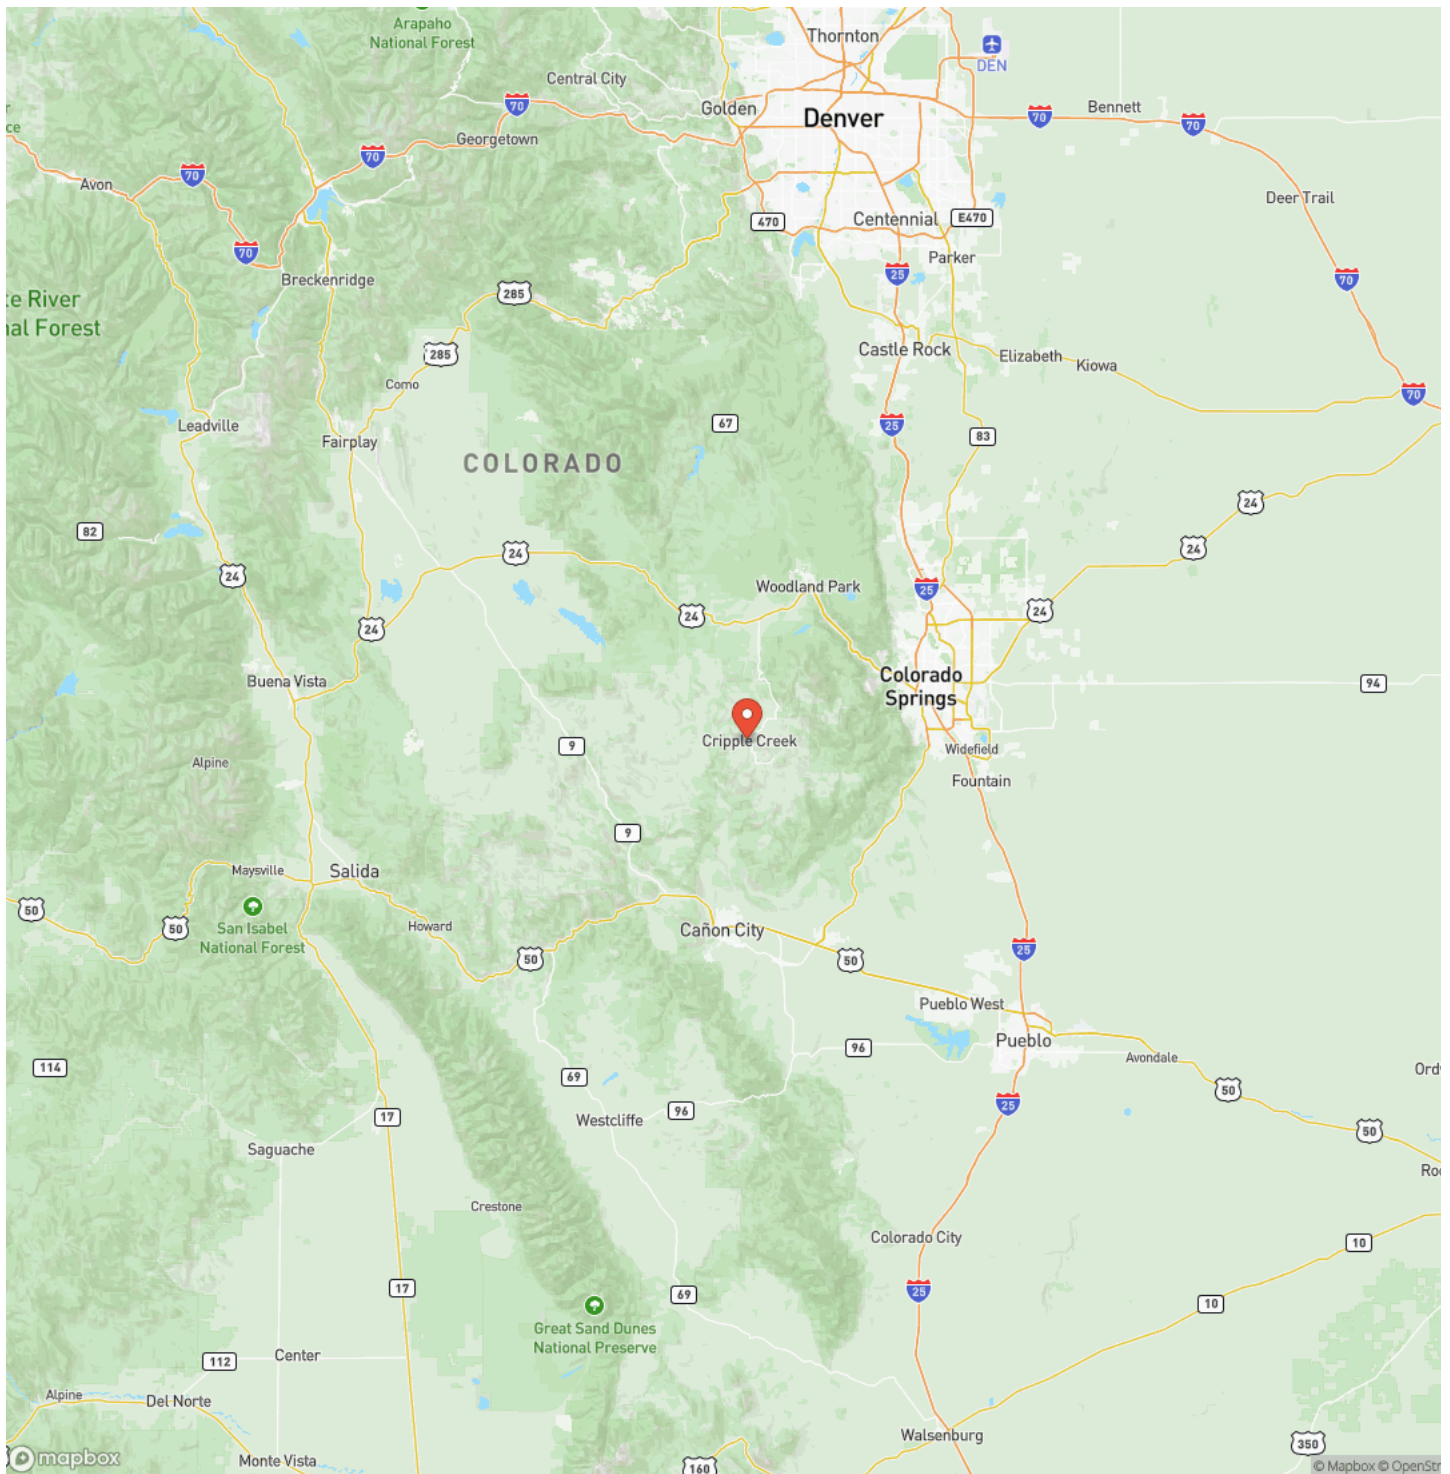 Arapaho
National Forest
Thornton
DEN
Central City
70
Golden
Denver
70
Bennett
70
Georgetown
70
70
Avon
Deer Trail
470
Centennial
E470
70
Breckenridge
25
Parker
70
285
te River
nal Forest
285
Castle Rock
Elizabeth
Kiowa
Como
70
Leadville
Fairplay
67
25
83
COLORADO
82
24
24
24
24
Woodland Park
25
24
24
24
Buena Vista
Colorado
Springs
94
9
Cripple Creek
Widefield
Alpine
Fountain
9
Maysville
Salida
50
50
San Isabel
National Forest
Howard
Cañon City
50
50
25
Pueblo West
Pueblo
96
Avondale
114
69
Ord
50
25
96
17
Westcliffe
50
Saguache
Roc
Crestone
Colorado City
10
17
69
25
10
Great Sand Dunes
National Preserve
112
Center
Alpine
Del Norte
Walsenburg
350
mapbox
Monte Vista
160
© Mapbox © OpenStr